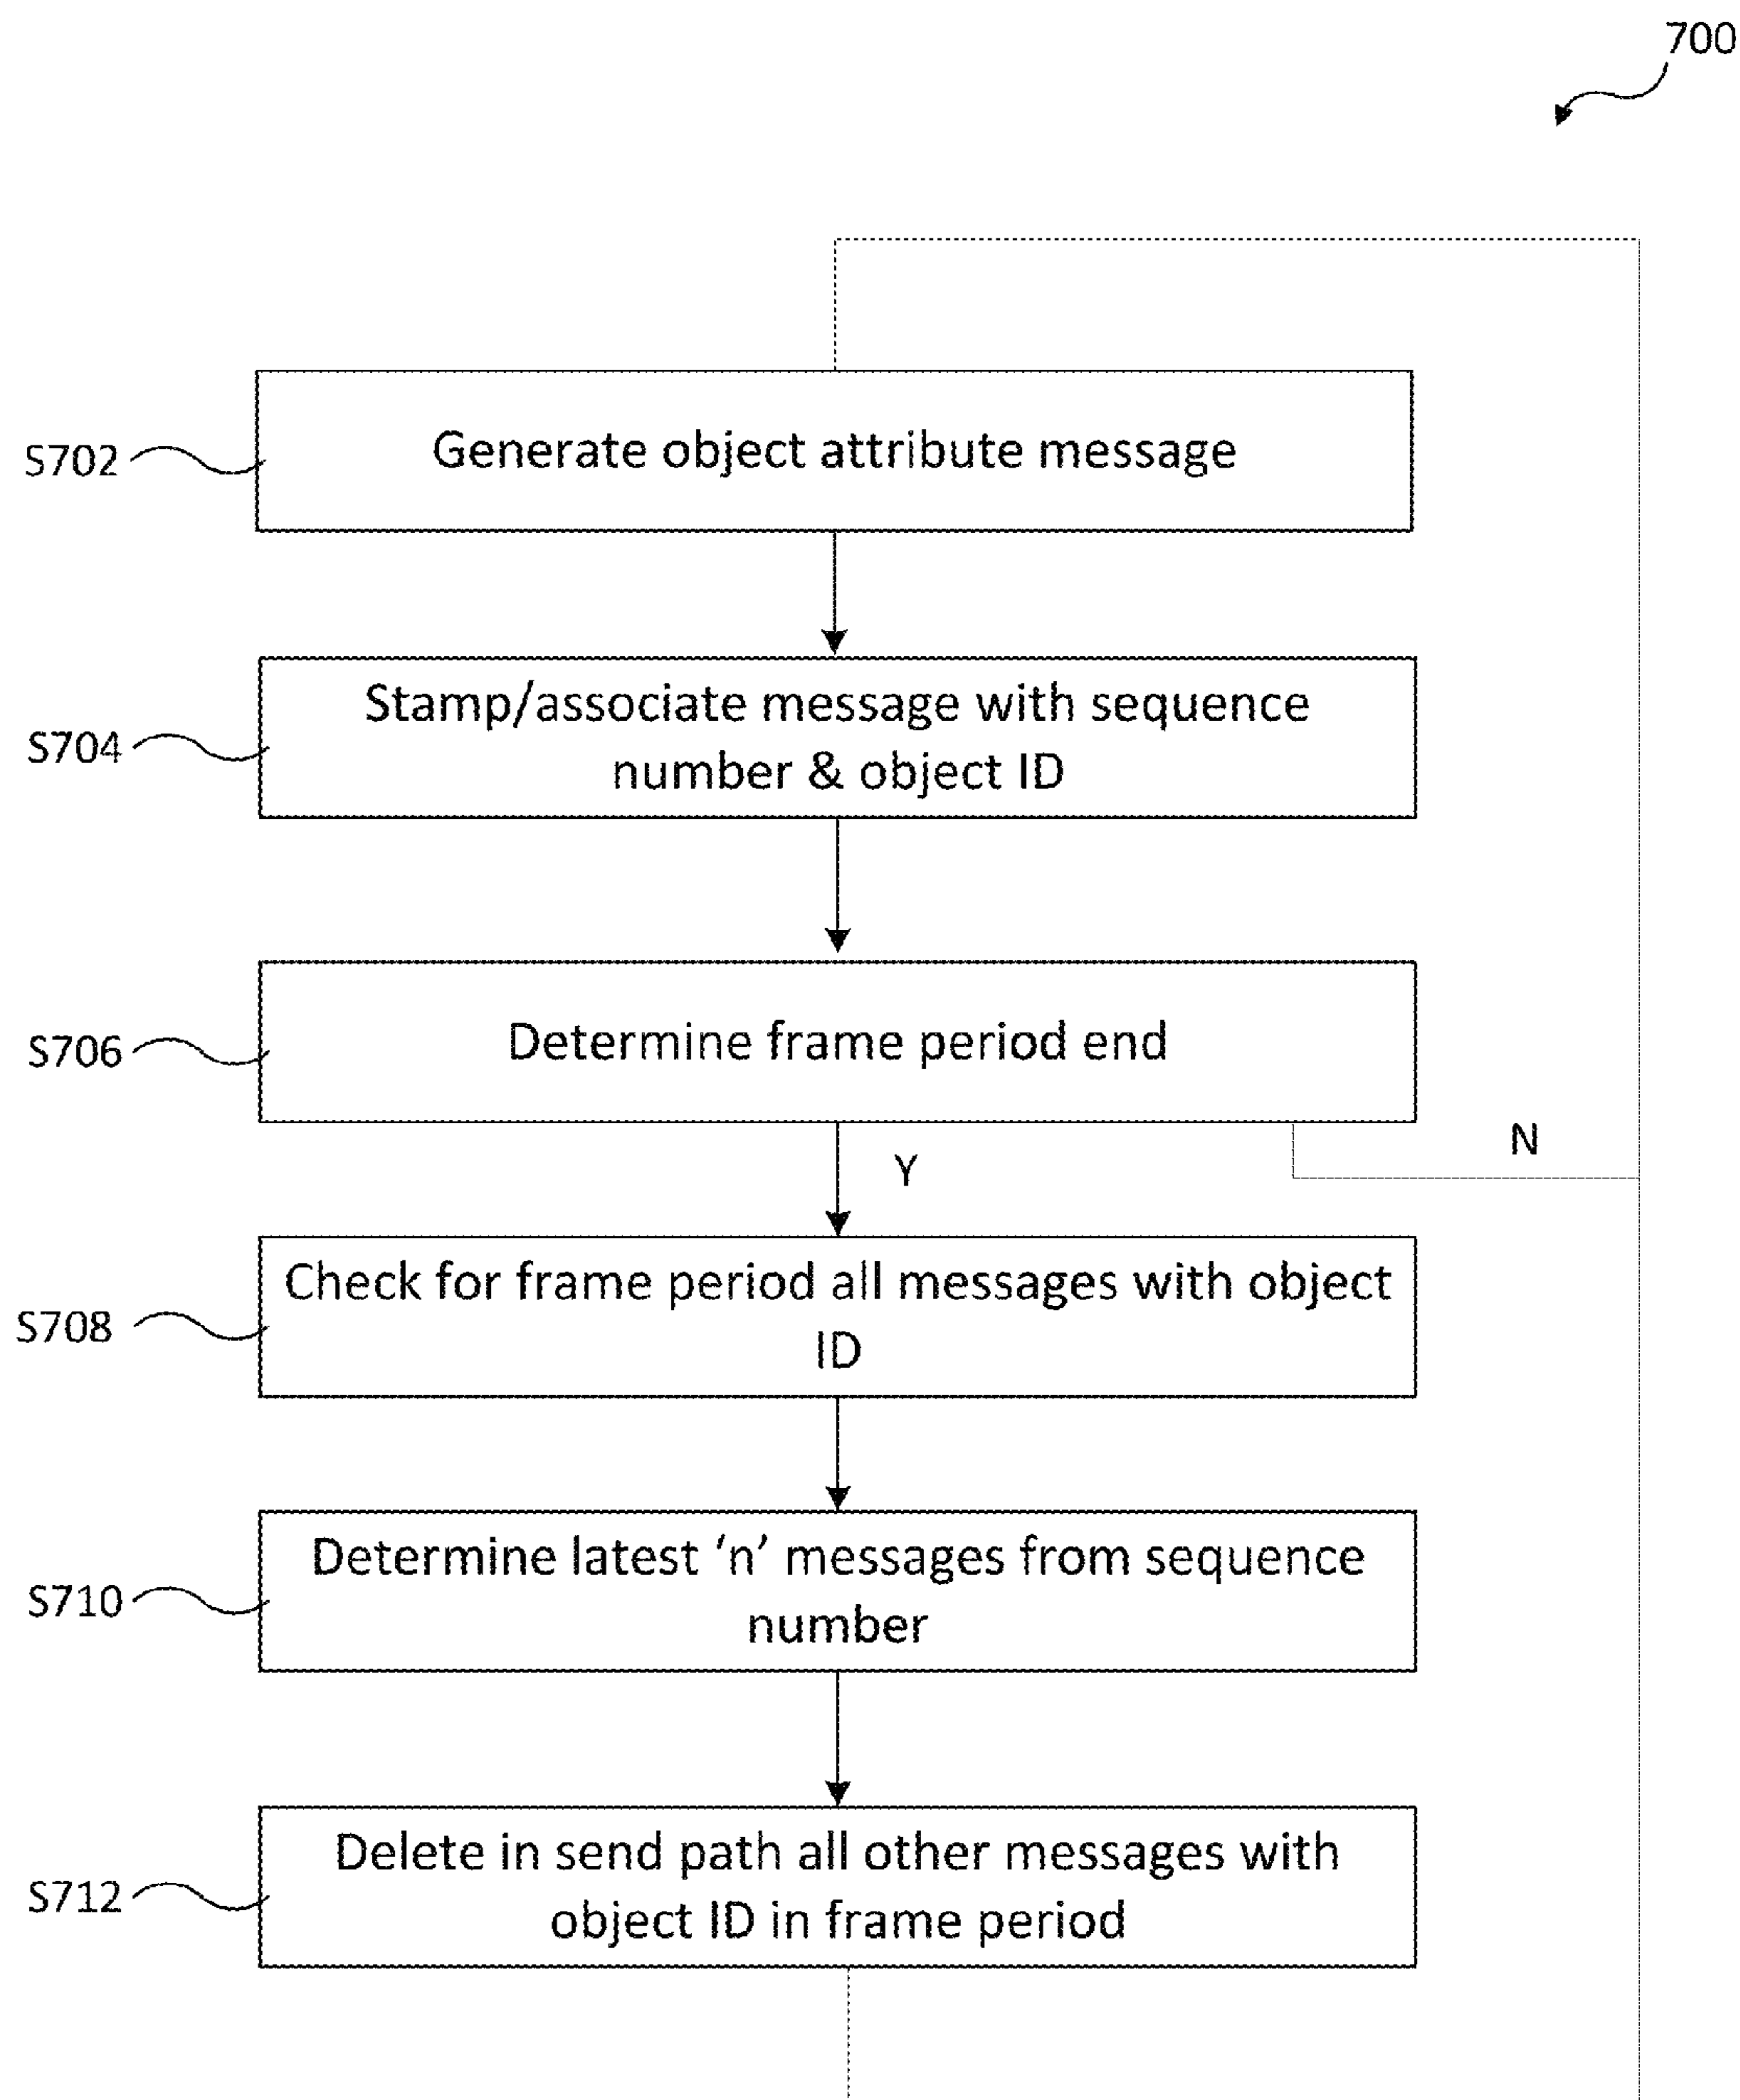 700
S702
Generate object attribute message
S704
Stamp/associate message with sequence
number & object ID
S706
Determine frame period end
N
Y
S708
Check for frame period all messages with object
ID
S710
Determine latest ‘n’ messages from sequence
number
S712
Delete in send path all other messages with
object ID in frame period